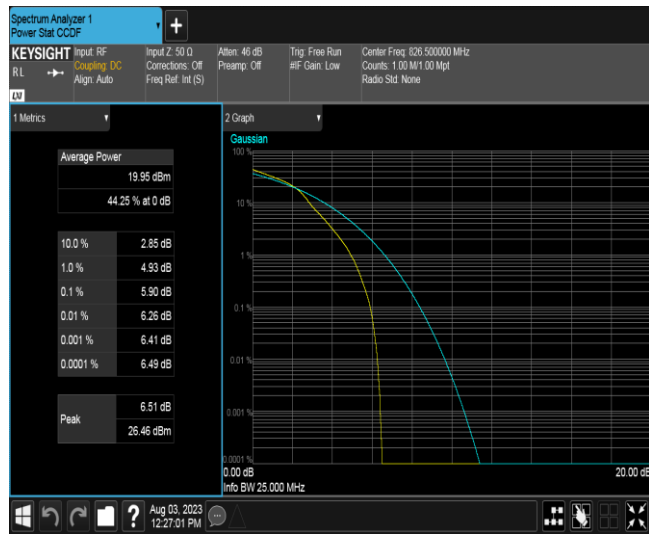 Spectrum Analyzer 1
Power Stat CCDF
+
KEYSIGHT
RL
LXI
Input: RF
Coupling: DC
Align: Auto
Input Z: 50 Ω
Corrections: Off
Freq Ref: Int (S)
Atten: 46 dB
Preamp: Off
Trig: Free Run
#IF Gain: Low
Center Freq: 826.500000 MHz
Counts: 1.00 M/1.00 Mpt
Radio Std: None
1 Metrics
Average Power
19.95 dBm
44.25 % at 0 dB
10.0 % 2.85 dB
1.0 % 4.93 dB
0.1 % 5.90 dB
0.01 % 6.26 dB
0.001 % 6.41 dB
0.0001 % 6.49 dB
Peak
6.51 dB
26.46 dBm
2 Graph
Gaussian
100 %
10 %
1 %
0.1 %
0.01 %
0.001 %
0.0001 %
0.00 dB
20.00 dB
Info BW 25.000 MHz
?
Aug 03, 2023
12:27:01 PM